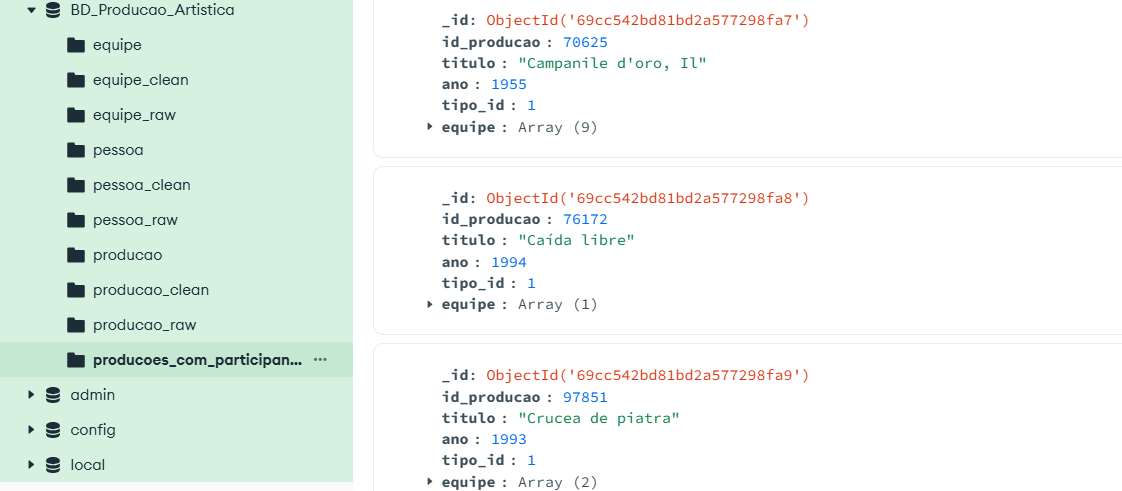 BD_Producao_Artistica
equipe
equipe_clean
equipe_raw
pessoa
pessoa_clean
pessoa_raw
producao
producao_clean
producao_raw
producoes_com_participan... ···
admin
config
local
_id: ObjectId('69cc542bd81bd2a577298fa7')
id_producao : 70625
titulo : "Campanile d'oro, Il"
ano : 1955
tipo_id : 1
equipe : Array (9)
_id: ObjectId('69cc542bd81bd2a577298fa8')
id_producao : 76172
titulo : "Caída libre"
ano : 1994
tipo_id : 1
equipe : Array (1)
_id: ObjectId('69cc542bd81bd2a577298fa9')
id_producao : 97851
titulo : "Crucea de piatra"
ano : 1993
tipo_id : 1
equipe : Array (2)